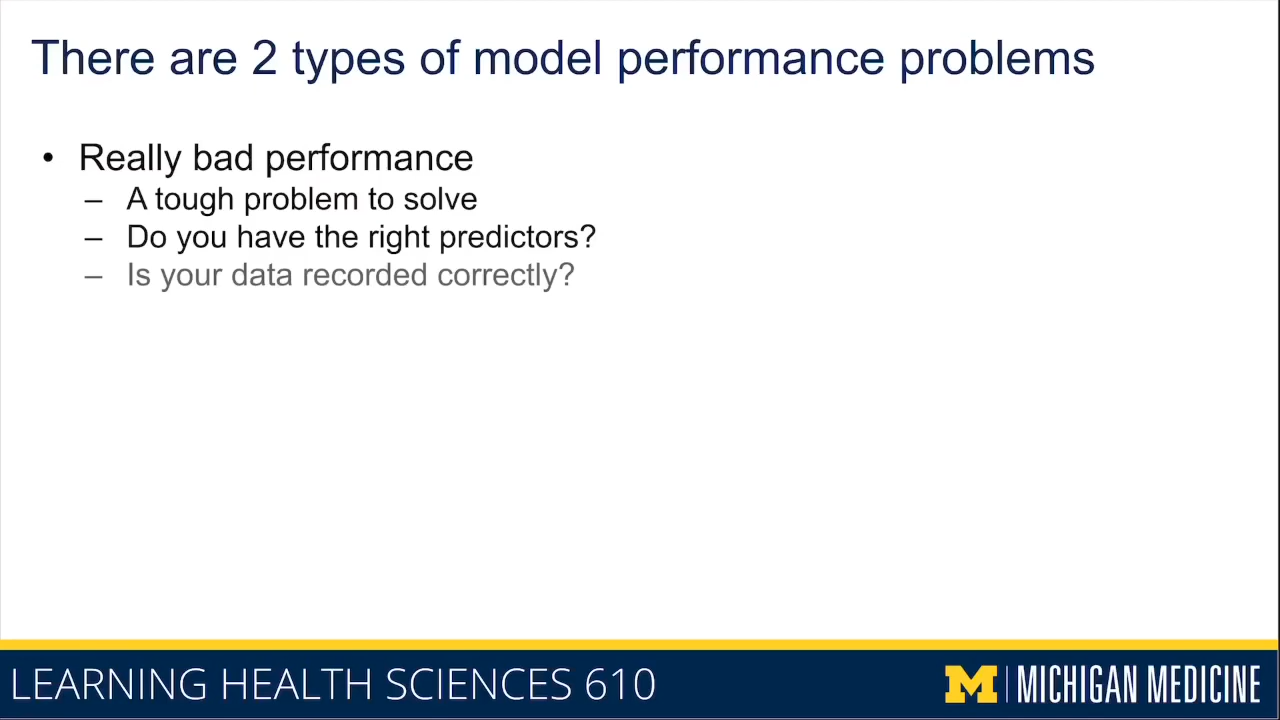 There are 2 types of model performance problems
• Really bad performance
– A tough problem to solve
– Do you have the right predictors?
– Is your data recorded correctly?
LEARNING HEALTH SCIENCES 610
M | MICHIGAN MEDICINE